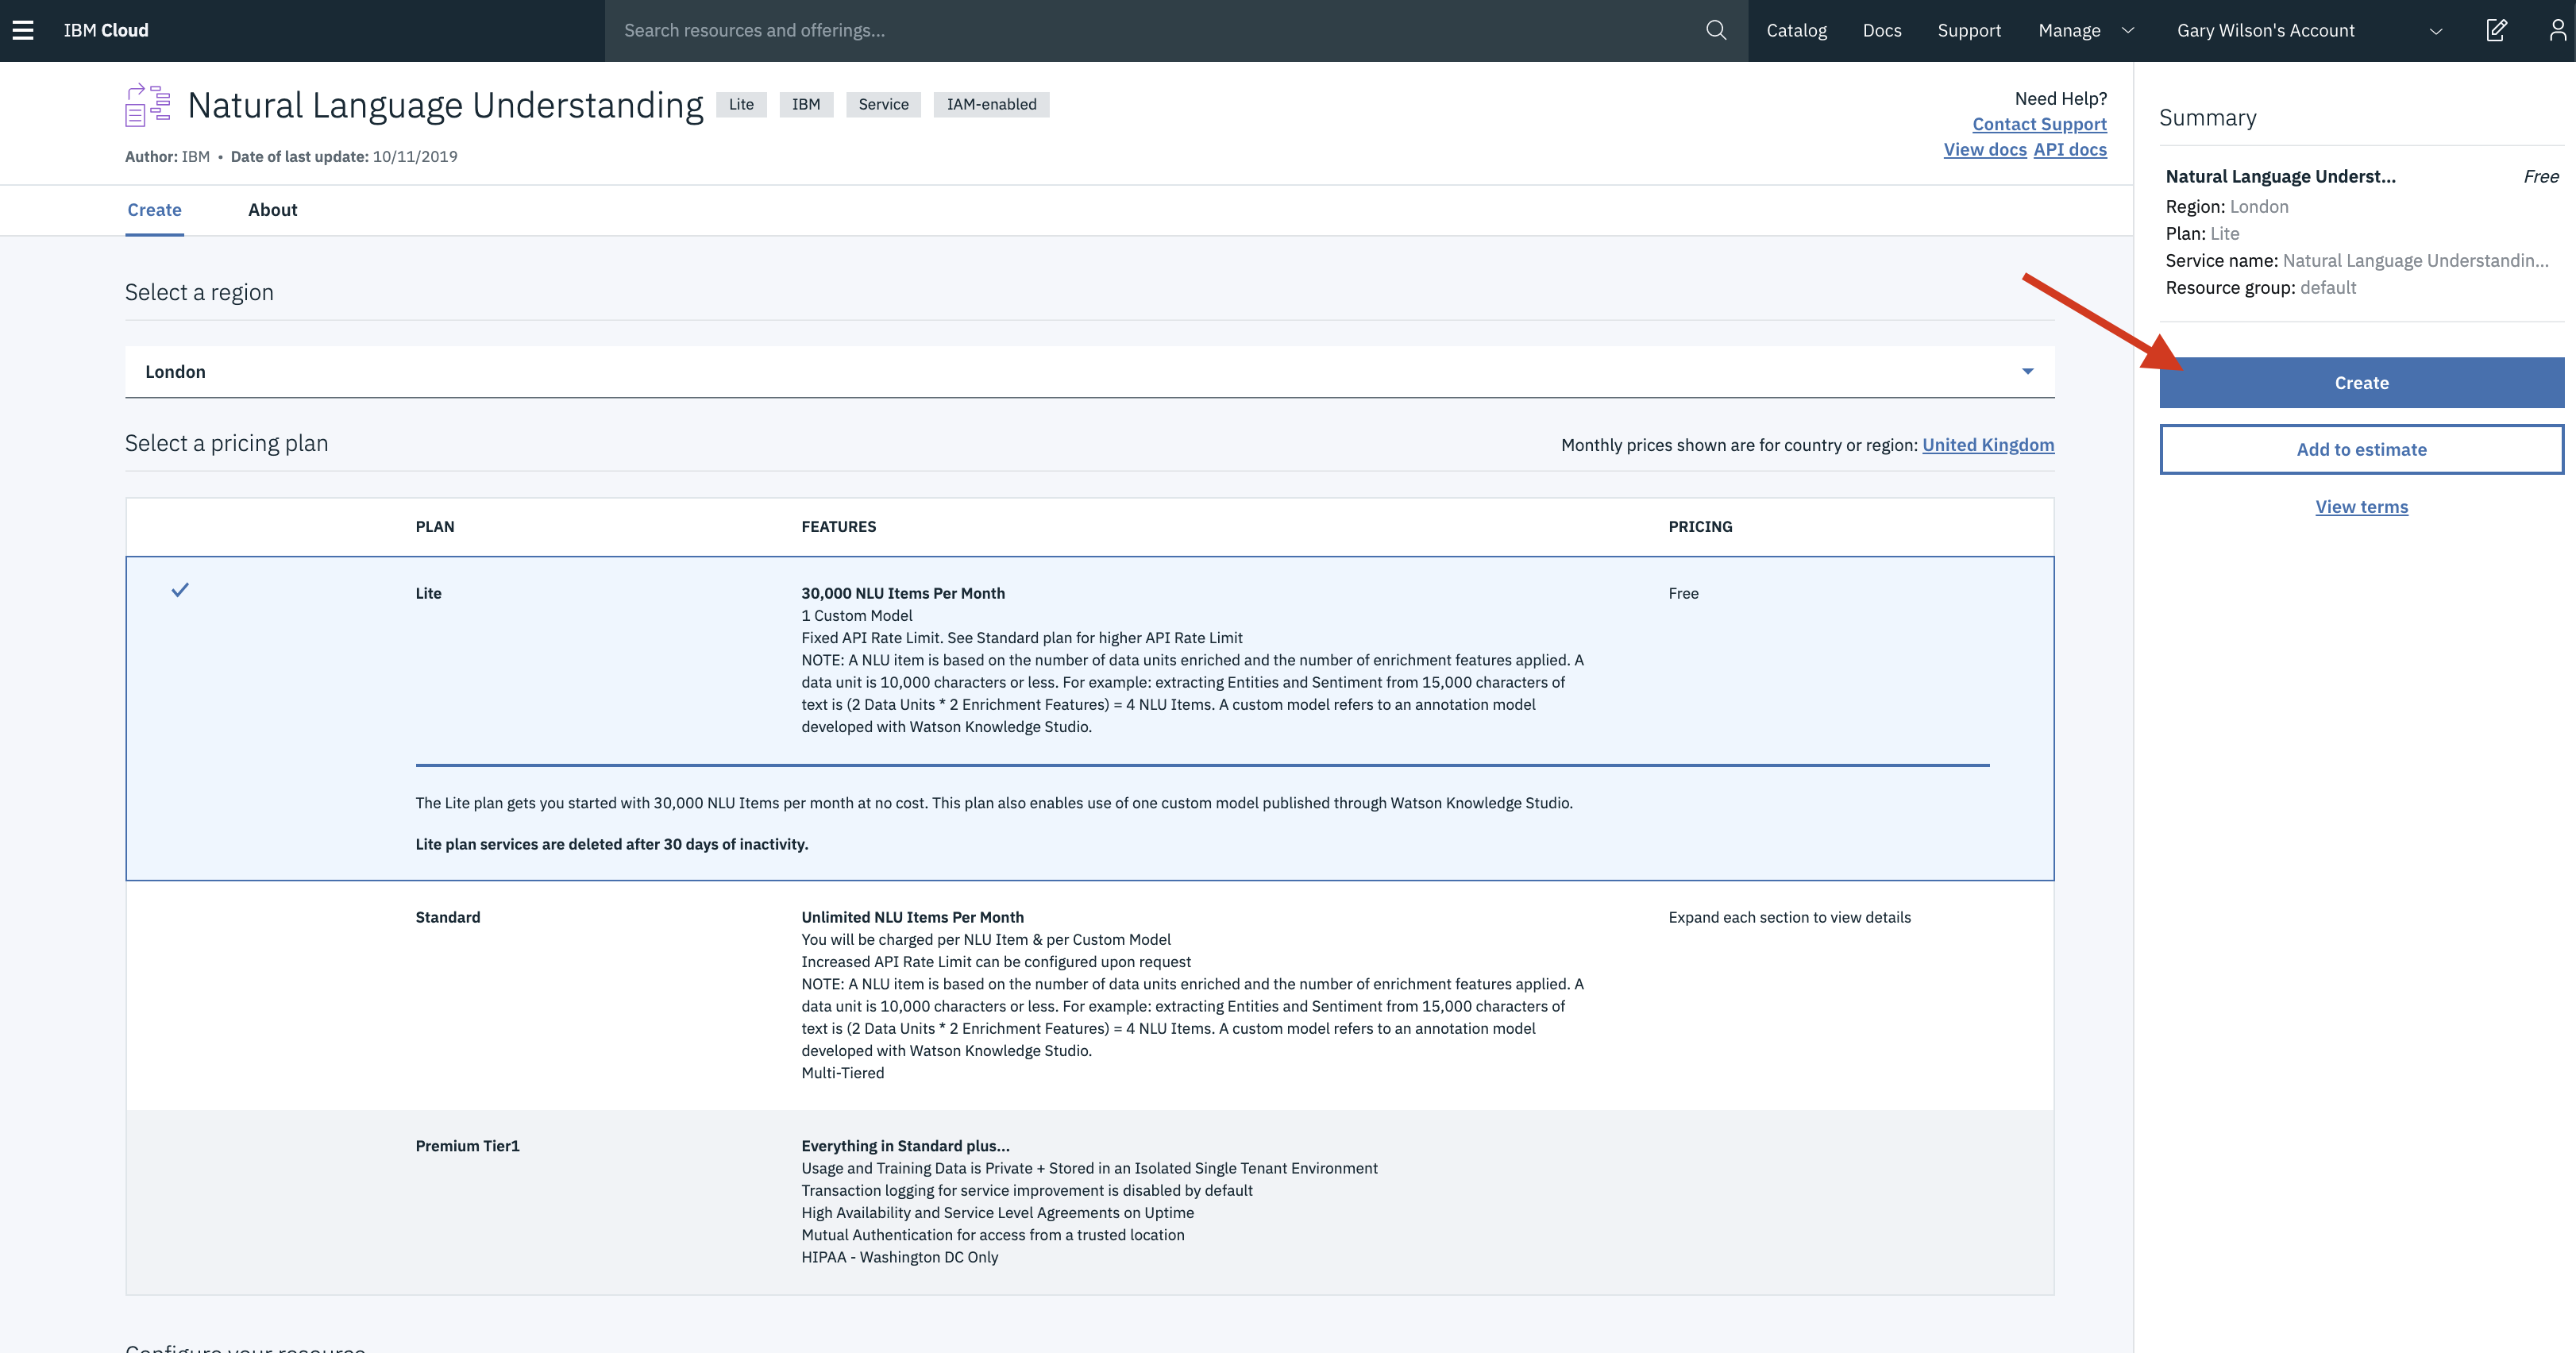 IBM Cloud
Search resources and offerings...
Catalog
Docs
Support
Manage
Gary Wilson's Account
Natural Language Understanding
Lite
IBM
Service
IAM-enabled
Author: IBM • Date of last update: 10/11/2019
Need Help?
Contact Support
View docs API docs
Create
About
Select a region
London
Select a pricing plan
Monthly prices shown are for country or region: United Kingdom
PLAN
FEATURES
PRICING
Lite
30,000 NLU Items Per Month
1 Custom Model
Fixed API Rate Limit. See Standard plan for higher API Rate Limit
NOTE: A NLU item is based on the number of data units enriched and the number of enrichment features applied. A
data unit is 10,000 characters or less. For example: extracting Entities and Sentiment from 15,000 characters of
text is (2 Data Units * 2 Enrichment Features) = 4 NLU Items. A custom model refers to an annotation model
developed with Watson Knowledge Studio.
Free
The Lite plan gets you started with 30,000 NLU Items per month at no cost. This plan also enables use of one custom model published through Watson Knowledge Studio.
Lite plan services are deleted after 30 days of inactivity.
Standard
Unlimited NLU Items Per Month
You will be charged per NLU Item & per Custom Model
Increased API Rate Limit can be configured upon request
NOTE: A NLU item is based on the number of data units enriched and the number of enrichment features applied. A
data unit is 10,000 characters or less. For example: extracting Entities and Sentiment from 15,000 characters of
text is (2 Data Units * 2 Enrichment Features) = 4 NLU Items. A custom model refers to an annotation model
developed with Watson Knowledge Studio.
Multi-Tiered
Expand each section to view details
Premium Tier1
Everything in Standard plus...
Usage and Training Data is Private + Stored in an Isolated Single Tenant Environment
Transaction logging for service improvement is disabled by default
High Availability and Service Level Agreements on Uptime
Mutual Authentication for access from a trusted location
HIPAA - Washington DC Only
Configure your resource
Summary
Natural Language Underst...
Free
Region: London
Plan: Lite
Service name: Natural Language Understandin...
Resource group: default
Create
Add to estimate
View terms